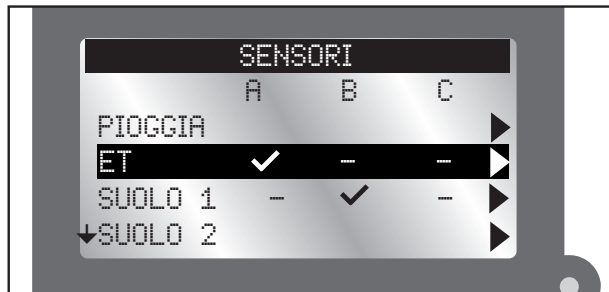 SENSORI
A B C
PIOGGIA
ET ✓ – –
SUOLO 1 – ✓ –
SUOLO 2